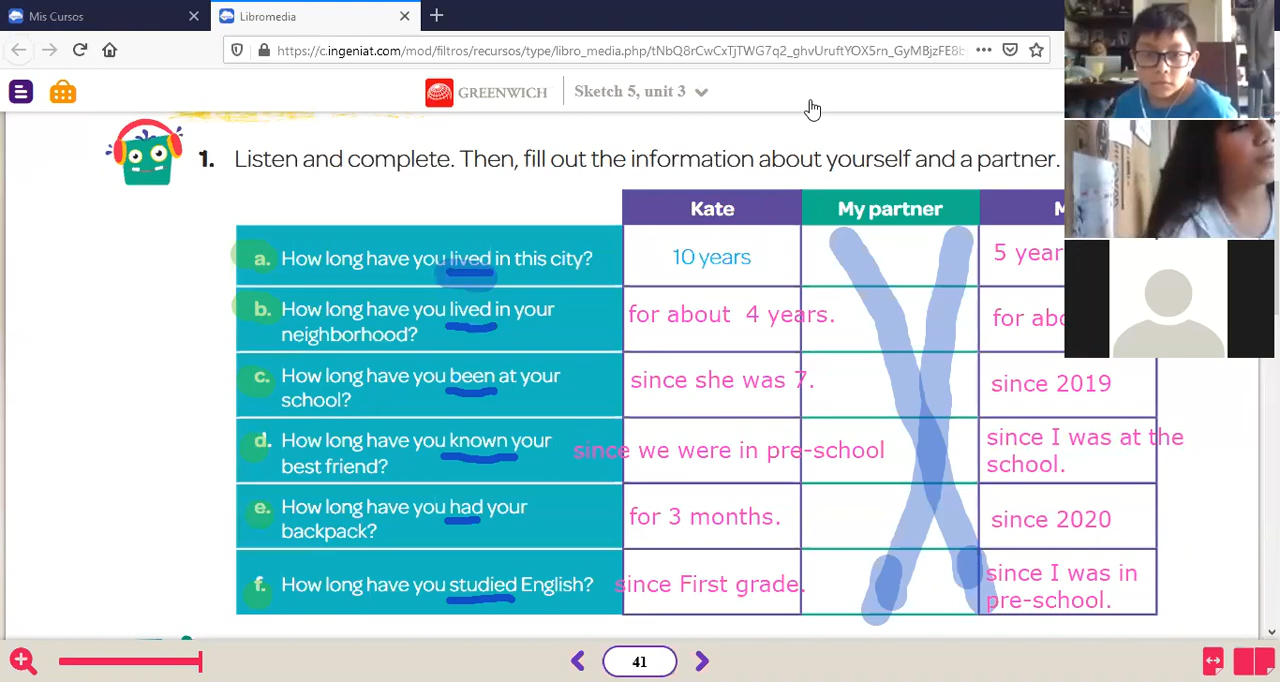 Mis Cursos
Libromedia
https://c.ingeniat.com/mod/filtros/recursos/type/libro_media.php/tNbQ8rCwCxTjTWG7q2_ghvUruftYOX5rn_GyMBjzFE8b
GREENWICH
Sketch 5, unit 3
1. Listen and complete. Then, fill out the information about yourself and a partner.
Kate
My partner
M
a. How long have you lived in this city?
10 years
5 year
b. How long have you lived in your
neighborhood?
for about 4 years.
for abo
c. How long have you been at your
school?
since she was 7.
since 2019
d. How long have you known your
best friend?
since we were in pre-school
since I was at the
school.
e. How long have you had your
backpack?
for 3 months.
since 2020
f. How long have you studied English?
since First grade.
since I was in
pre-school.
41